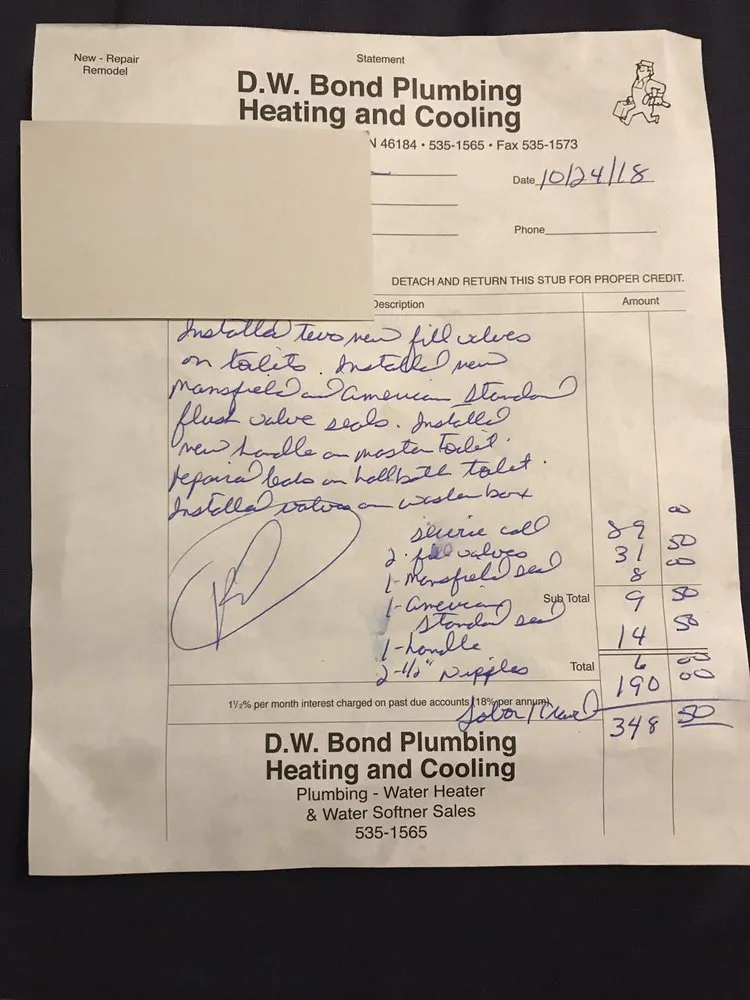 New - Repair
Remodel
Statement
D.W. Bond Plumbing
Heating and Cooling
N 46184 • 535-1565 • Fax 535-1573
Date 10/24/18
Phone
DETACH AND RETURN THIS STUB FOR PROPER CREDIT.
Description Amount
Installed two new fill valves
on toilets. Installed new
Mansfield and American Standard
flush valve seals. Installed
new handle on master toilet.
repaired leaks on hall bath toilet.
Installed valves on washer box
service call 89 00
2 fill valves 31 50
1-Mansfield seal 8 00
1-American Sub Total 9 50
Standard seal
1-handle 14 50
2-1/2" nipples Total 6 00
190 00
1½% per month interest charged on past due accounts (18% per annum).
Labor/Travel 348 50
D.W. Bond Plumbing
Heating and Cooling
Plumbing - Water Heater
& Water Softner Sales
535-1565